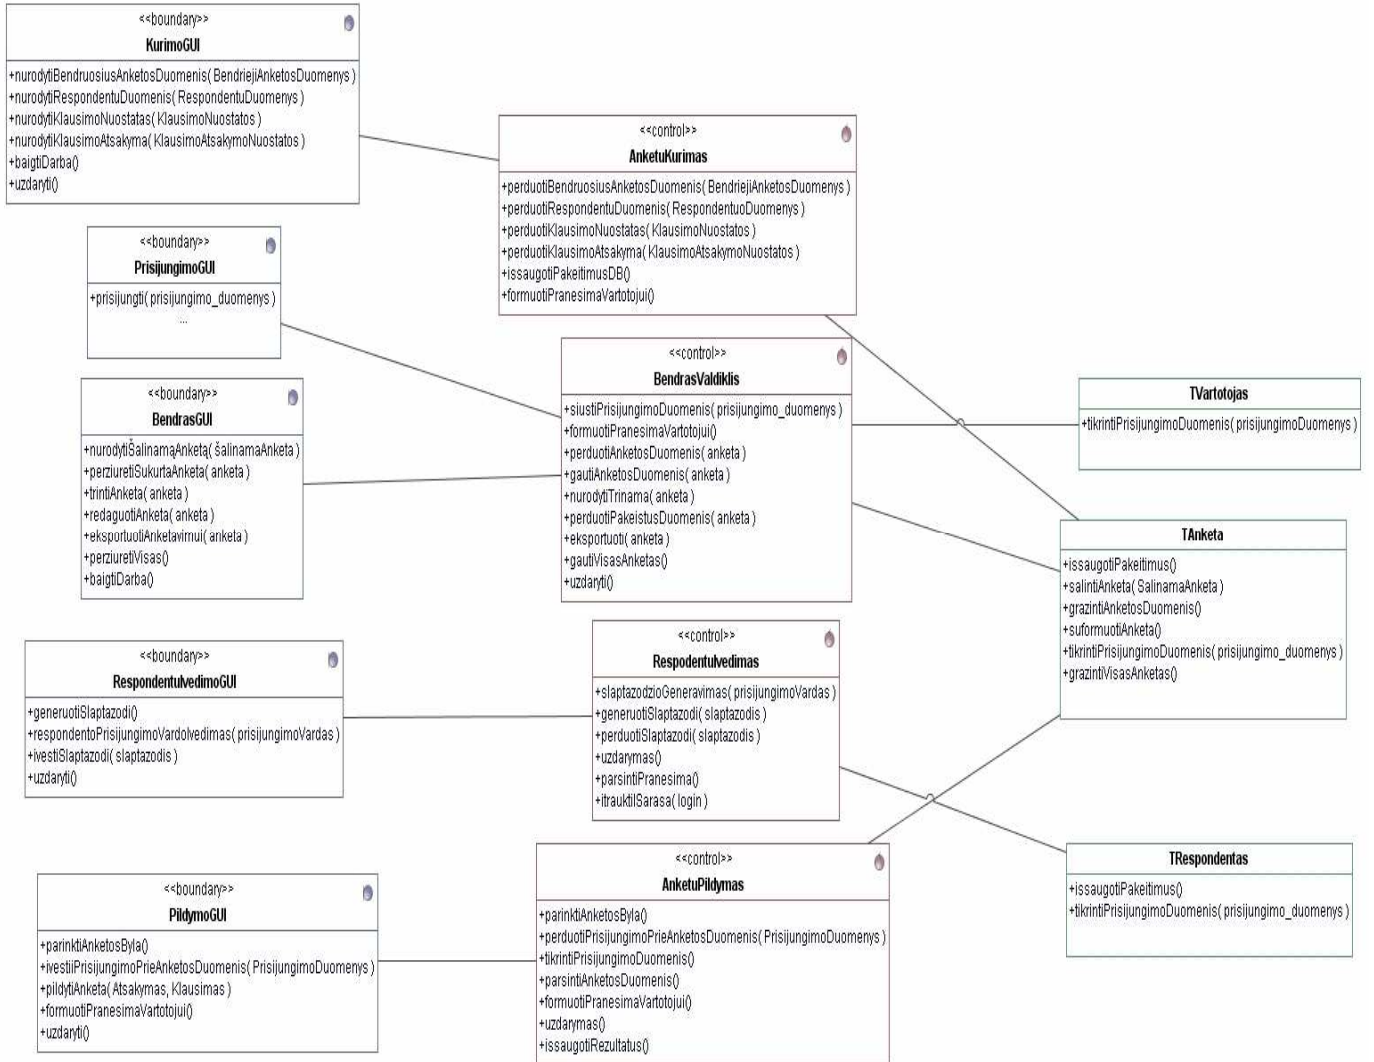 <<boundary>>
KurimoGUI
+nurodytiBendruosiusAnketosDuomenis( BendriejiAnketosDuomenys )
+nurodytiRespondentuDuomenis( RespondentuDuomenys )
+nurodytiKlausimoNuostatas( KlausimoNuostatos )
+nurodytiKlausimoAtsakyma( KlausimoAtsakymoNuostatos )
+baigtiDarba()
+uzdaryti()
<<control>>
AnketuKurimas
+perduotiBendruosiusAnketosDuomenis( BendriejiAnketosDuomenys )
+perduotiRespondentuDuomenis( RespondentuoDuomenys )
+perduotiKlausimoNuostatas( KlausimoNuostatos )
+perduotiKlausimoAtsakyma( KlausimoAtsakymoNuostatos )
+issaugotiPakeitimusDB()
+formuotiPranesimaVartotojui()
<<boundary>>
PrisijungimoGUI
+prisijungti( prisijungimo_duomenys )
...
<<control>>
BendrasValdiklis
+siustiPrisijungimoDuomenis( prisijungimo_duomenys )
+formuotiPranesimaVartotojui()
+perduotiAnketosDuomenis( anketa )
+gautiAnketosDuomenis( anketa )
+nurodytiTrinama( anketa )
+perduotiPakeistusDuomenis( anketa )
+eksportuoti( anketa )
+gautiVisasAnketas()
+uzdaryti()
<<boundary>>
BendrasGUI
+nurodytiŠalinamąAnketą( šalinamaAnketa )
+perziuretiSukurtaAnketa( anketa )
+trintiAnketa( anketa )
+redaguotiAnketa( anketa )
+eksportuotiAnketavimui( anketa )
+perziuretiVisas()
+baigtiDarba()
TVartotojas
+tikrintiPrisijungimoDuomenis( prisijungimoDuomenys )
TAnketa
+issaugotiPakeitimus()
+salintiAnketa( SalinamaAnketa )
+grazintiAnketosDuomenis()
+suformuotiAnketa()
+tikrintiPrisijungimoDuomenis( prisijungimo_duomenys )
+grazintiVisasAnketas()
<<boundary>>
RespondentuIvedimoGUI
+generuotiSlaptazodi()
+respondentoPrisijungimoVardoIvedimas( prisijungimoVardas )
+ivestiSlaptazodi( slaptazodis )
+uzdaryti()
<<control>>
RespodentuIvedimas
+slaptazodzioGeneravimas( prisijungimoVardas )
+generuotiSlaptazodi( slaptazodis )
+perduotiSlaptazodi( slaptazodis )
+uzdarymas()
+parsintiPranesima()
+itrauktiISarasa( login )
<<boundary>>
PildymoGUI
+parinktiAnketosByla()
+ivestiiPrisijungimoPrieAnketosDuomenis( PrisijungimoDuomenys )
+pildytiAnketa( Atsakymas, Klausimas )
+formuotiPranesimaVartotojui()
+uzdaryti()
<<control>>
AnketuPildymas
+parinktiAnketosByla()
+perduotiPrisijungimoPrieAnketosDuomenis( PrisijungimoDuomenys )
+tikrintiPrisijungimoDuomenis()
+parsintiAnketosDuomenis()
+formuotiPranesimaVartotojui()
+uzdarymas()
+issaugotiRezultatus()
TRespondentas
+issaugotiPakeitimus()
+tikrintiPrisijungimoDuomenis( prisijungimo_duomenys )